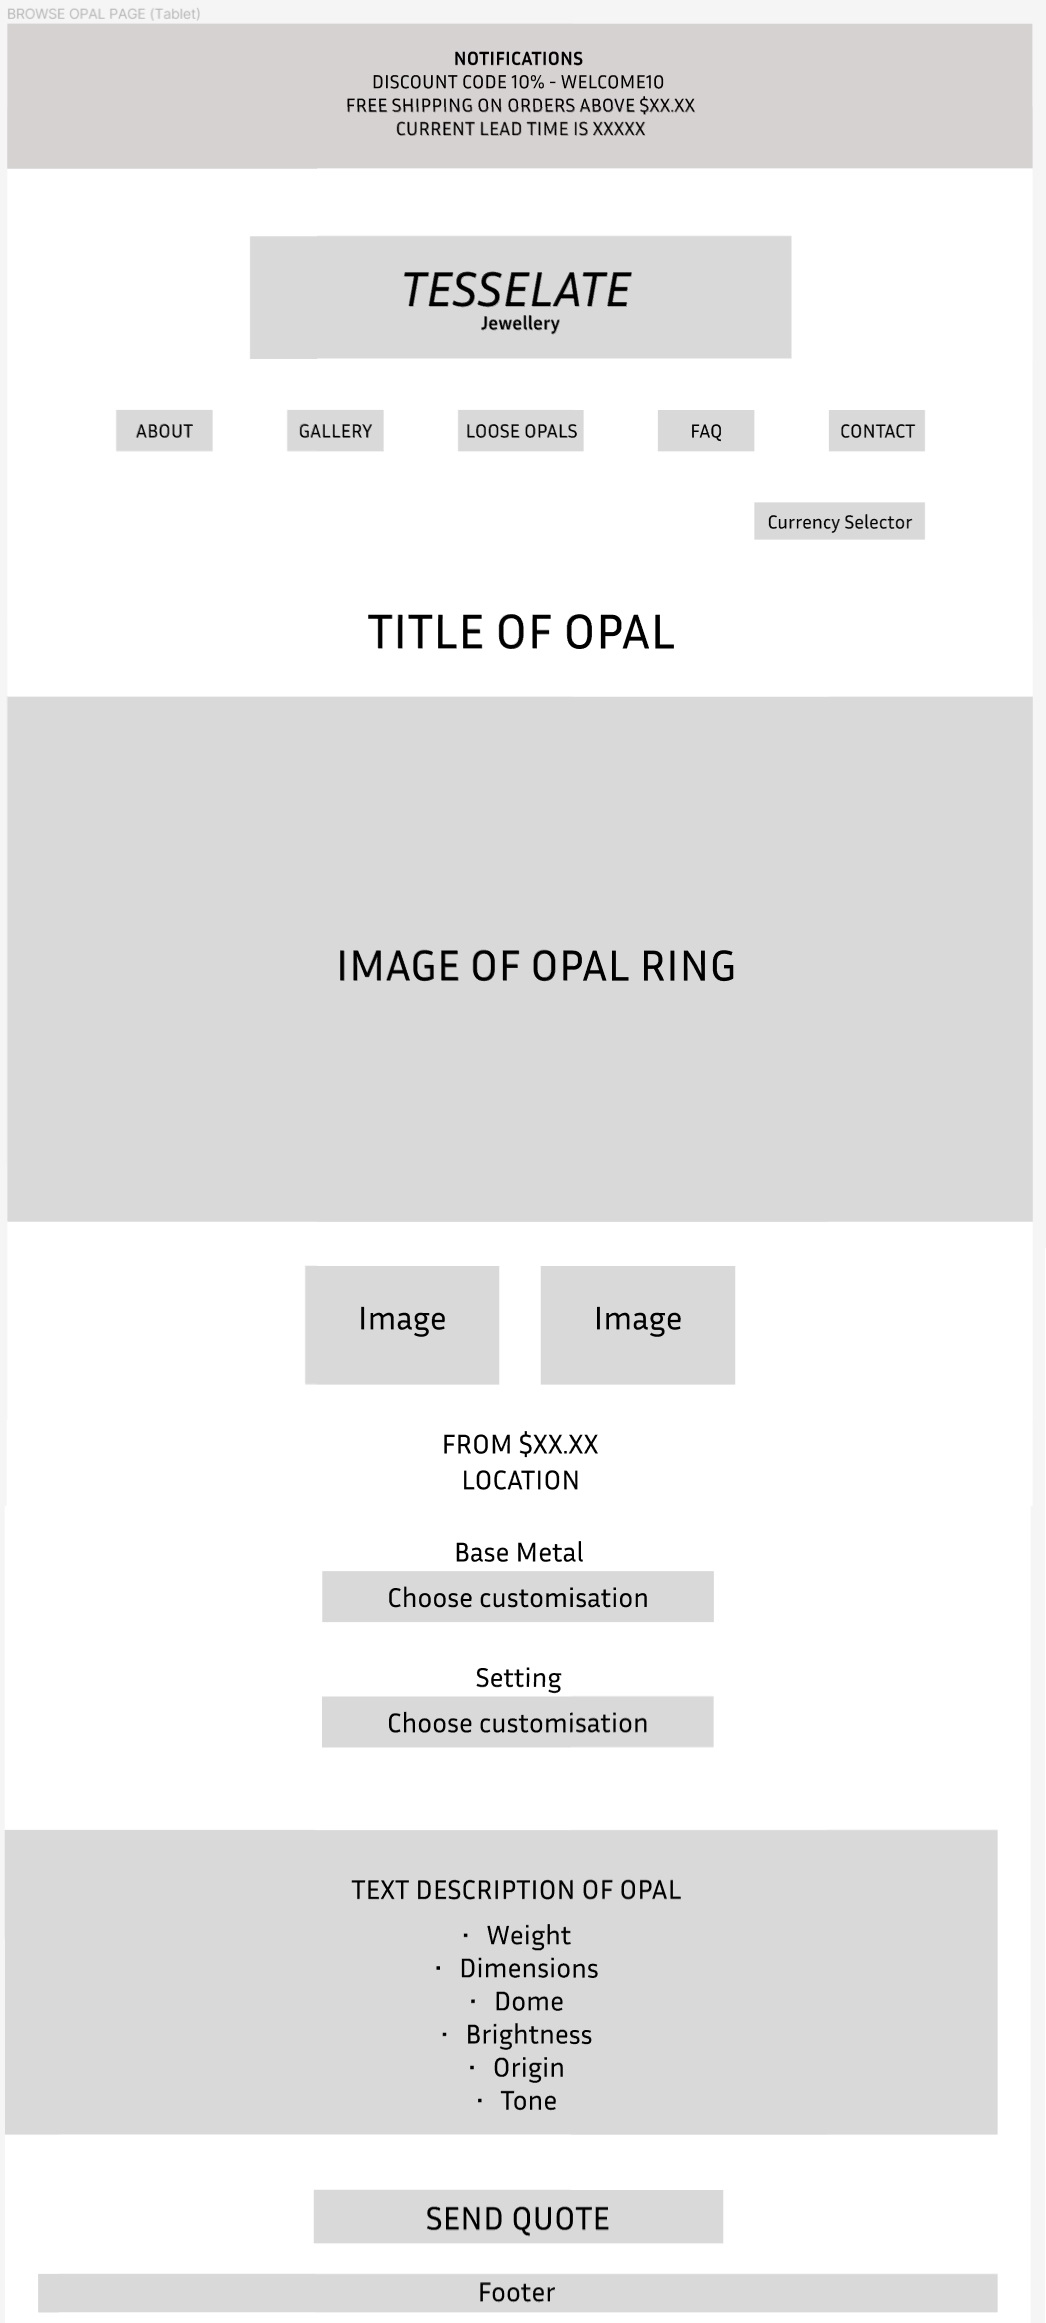 BROWSE OPAL PAGE (Tablet)
NOTIFICATIONS
DISCOUNT CODE 10% - WELCOME10
FREE SHIPPING ON ORDERS ABOVE $XX.XX
CURRENT LEAD TIME IS XXXXX
TESSELATE
Jewellery
ABOUT GALLERY LOOSE OPALS FAQ CONTACT
Currency Selector
TITLE OF OPAL
IMAGE OF OPAL RING
Image Image
FROM $XX.XX
LOCATION
Base Metal
Choose customisation
Setting
Choose customisation
TEXT DESCRIPTION OF OPAL
· Weight
· Dimensions
· Dome
· Brightness
· Origin
· Tone
SEND QUOTE
Footer